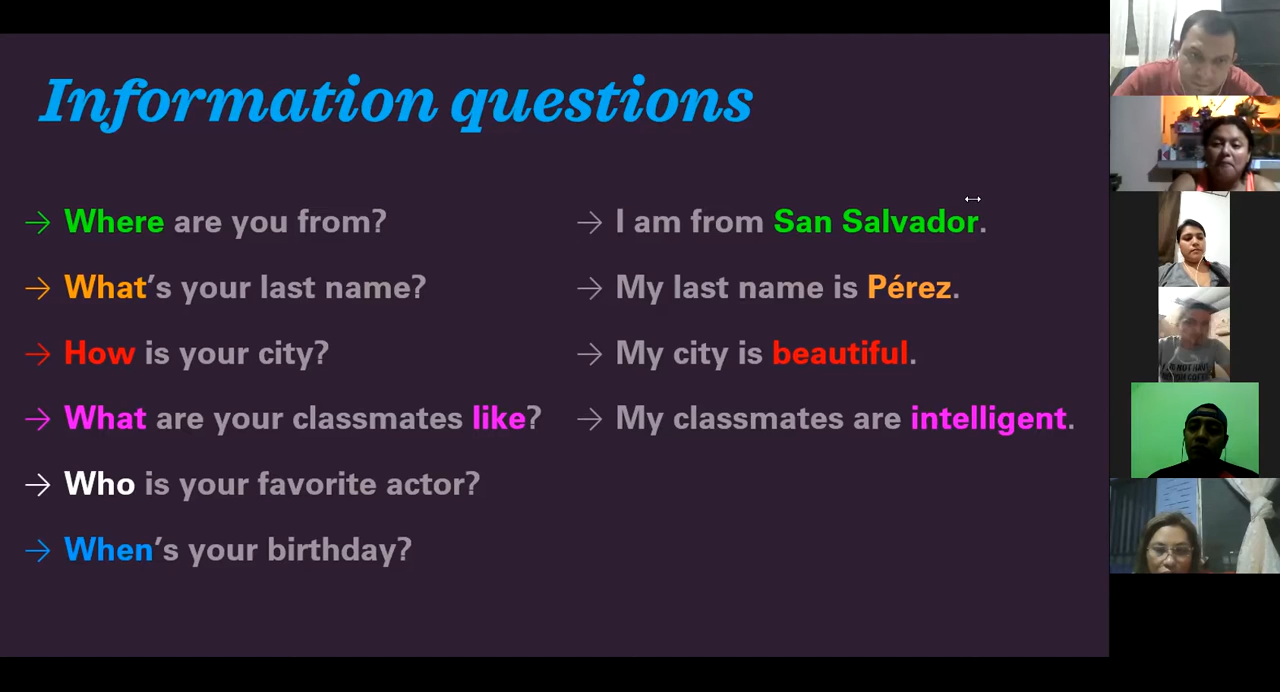 Information questions
→ Where are you from?
→ I am from San Salvador.
→ What's your last name?
→ My last name is Pérez.
→ How is your city?
→ My city is beautiful.
→ What are your classmates like?
→ My classmates are intelligent.
→ Who is your favorite actor?
→ When's your birthday?